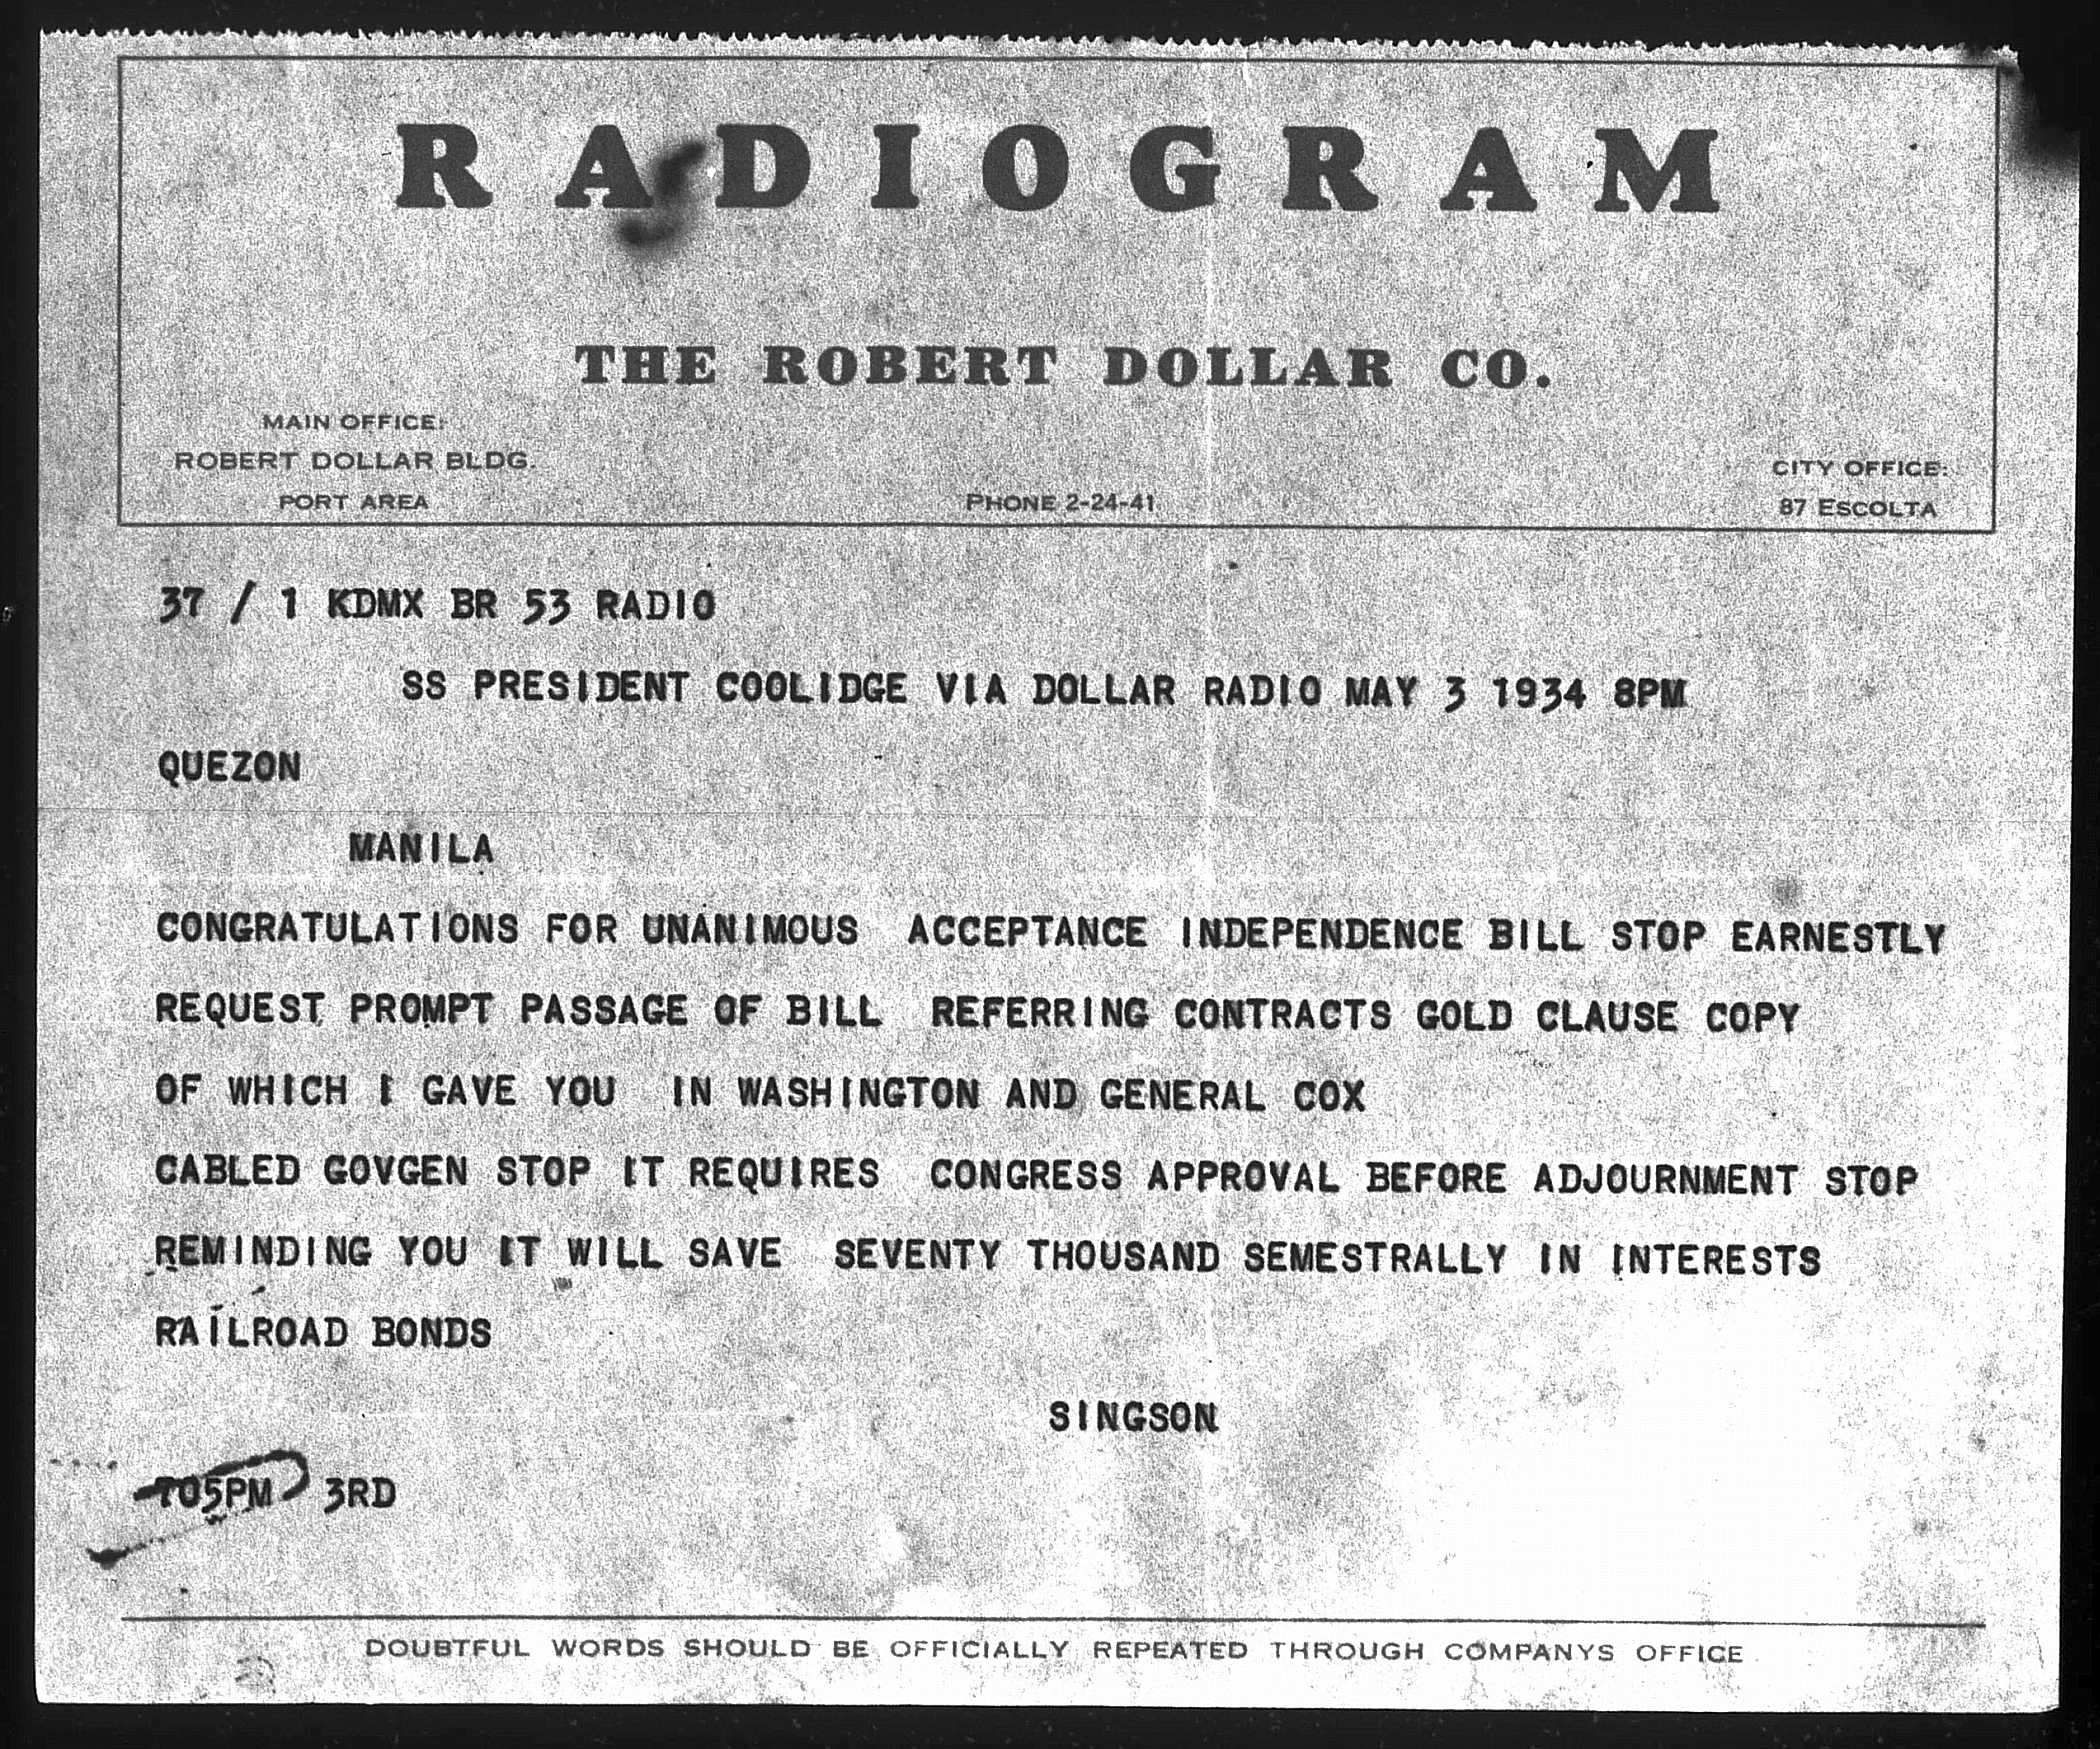 RADIOGRAM
THE ROBERT DOLLAR CO.
MAIN OFFICE:
ROBERT DOLLAR BLDG.
PORT AREA
PHONE 2-24-41
CITY OFFICE:
87 ESCOLTA
37 / 1 KDMX BR 53 RADIO
SS PRESIDENT COOLIDGE VIA DOLLAR RADIO MAY 3 1934 8PM
QUEZON
MANILA
CONGRATULATIONS FOR UNANIMOUS ACCEPTANCE INDEPENDENCE BILL STOP EARNESTLY
REQUEST PROMPT PASSAGE OF BILL REFERRING CONTRACTS GOLD CLAUSE COPY
OF WHICH I GAVE YOU IN WASHINGTON AND GENERAL COX
CABLED GOVGEN STOP IT REQUIRES CONGRESS APPROVAL BEFORE ADJOURNMENT STOP
REMINDING YOU IT WILL SAVE SEVENTY THOUSAND SEMESTRALLY IN INTERESTS
RAILROAD BONDS
SINGSON
705PM 3RD
DOUBTFUL WORDS SHOULD BE OFFICIALLY REPEATED THROUGH COMPANYS OFFICE